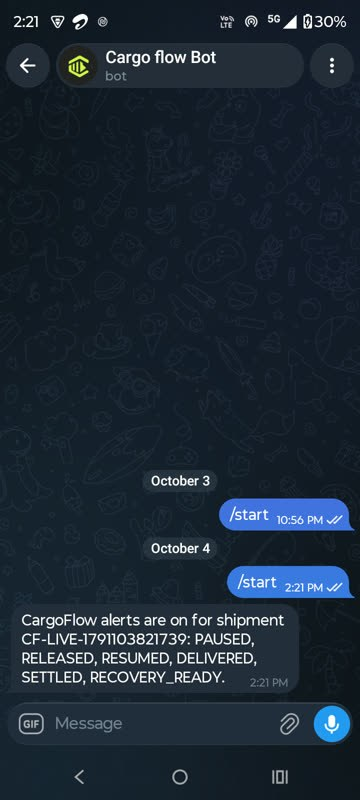 2:21 Vo)) LTE 5G 30%
Cargo flow Bot
bot
October 3
/start 10:56 PM
October 4
/start 2:21 PM
CargoFlow alerts are on for shipment
CF-LIVE-1791103821739: PAUSED,
RELEASED, RESUMED, DELIVERED,
SETTLED, RECOVERY_READY. 2:21 PM
GIF Message